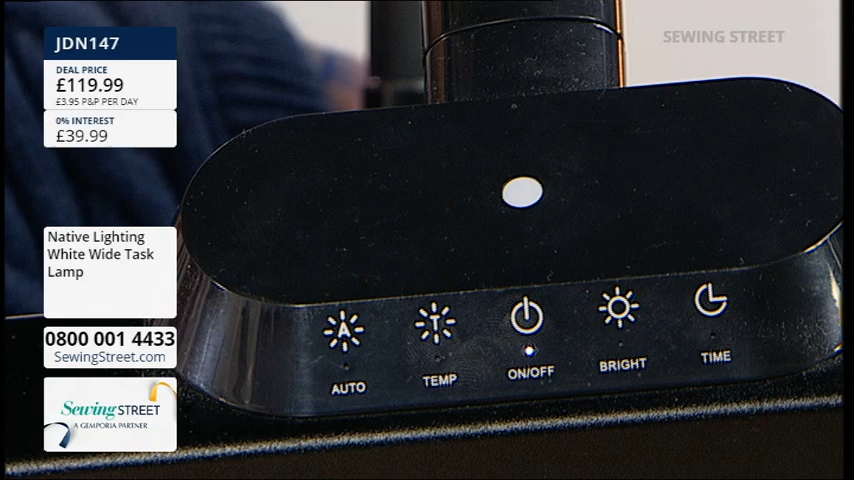 JDN147
DEAL PRICE
£119.99
£3.95 P&P PER DAY
0% INTEREST
£39.99
Native Lighting
White Wide Task
Lamp
0800 001 4433
SewingStreet.com
Sewing STREET
A GEMPORIA PARTNER
SEWING STREET
A
T
AUTO
TEMP
ON/OFF
BRIGHT
TIME